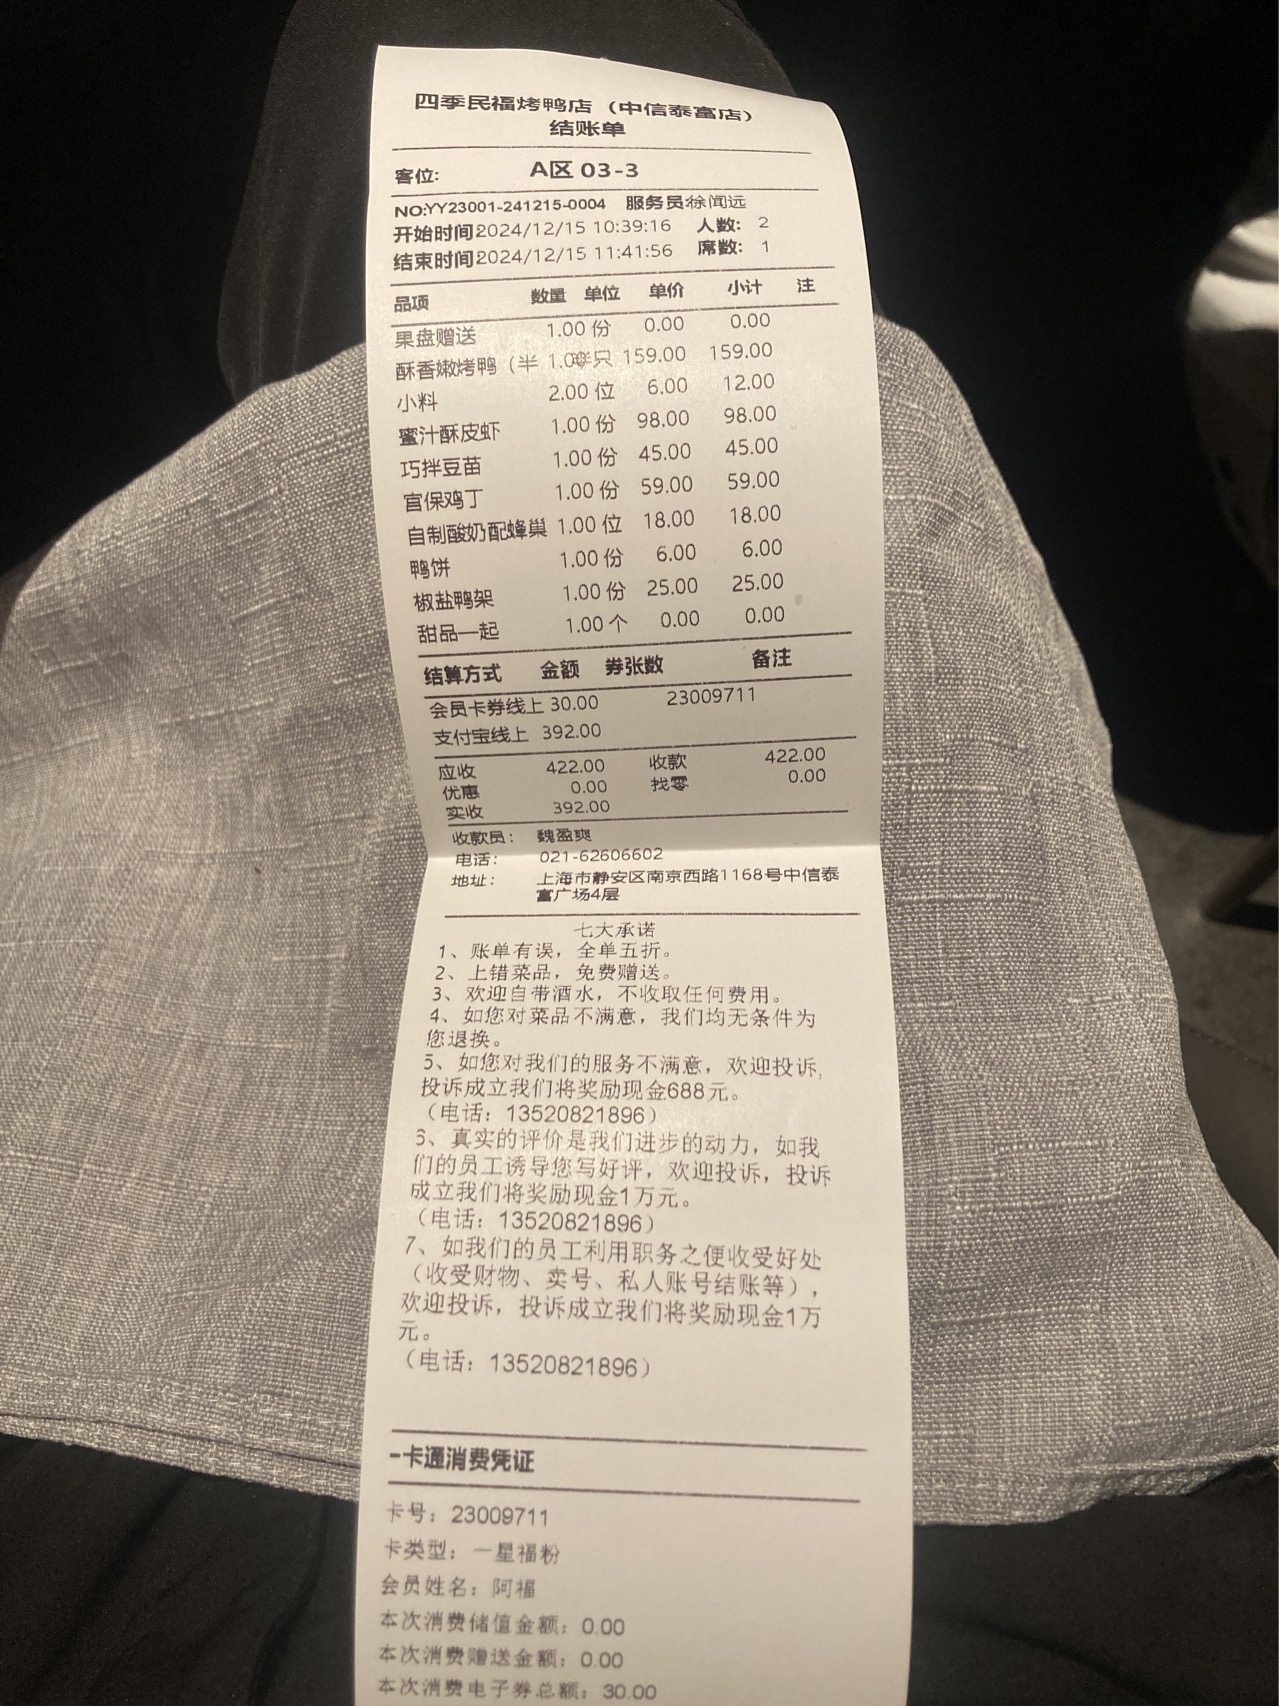 四季民福烤鸭店（中信泰富店）
结账单
客位: A区 03-3
NO:YY23001-241215-0004 服务员:徐闻远
开始时间2024/12/15 10:39:16 人数: 2
结束时间2024/12/15 11:41:56 席数: 1
品项 数量 单位 单价 小计 注
果盘赠送 1.00 份 0.00 0.00
酥香嫩烤鸭（半 1.00 半只 159.00 159.00
小料 2.00 位 6.00 12.00
蜜汁酥皮虾 1.00 份 98.00 98.00
巧拌豆苗 1.00 份 45.00 45.00
宫保鸡丁 1.00 份 59.00 59.00
自制酸奶配蜂巢 1.00 位 18.00 18.00
鸭饼 1.00 份 6.00 6.00
椒盐鸭架 1.00 份 25.00 25.00
甜品一起 1.00 个 0.00 0.00
结算方式 金额 券张数 备注
会员卡券线上 30.00 23009711
支付宝线上 392.00
应收 422.00 收款 422.00
优惠 0.00 找零 0.00
实收 392.00
收款员: 魏盈爽
电话: 021-62606602
地址: 上海市静安区南京西路1168号中信泰
富广场4层
七大承诺
1、账单有误，全单五折。
2、上错菜品，免费赠送。
3、欢迎自带酒水，不收取任何费用。
4、如您对菜品不满意，我们均无条件为
您退换。
5、如您对我们的服务不满意，欢迎投诉,
投诉成立我们将奖励现金688元。
（电话：13520821896）
6、真实的评价是我们进步的动力，如我
们的员工诱导您写好评，欢迎投诉，投诉
成立我们将奖励现金1万元。
（电话：13520821896）
7、如我们的员工利用职务之便收受好处
（收受财物、卖号、私人账号结账等），
欢迎投诉，投诉成立我们将奖励现金1万
元。
（电话：13520821896）
一卡通消费凭证
卡号：23009711
卡类型：一星福粉
会员姓名：阿福
本次消费储值金额：0.00
本次消费赠送金额：0.00
本次消费电子券总额：30.00